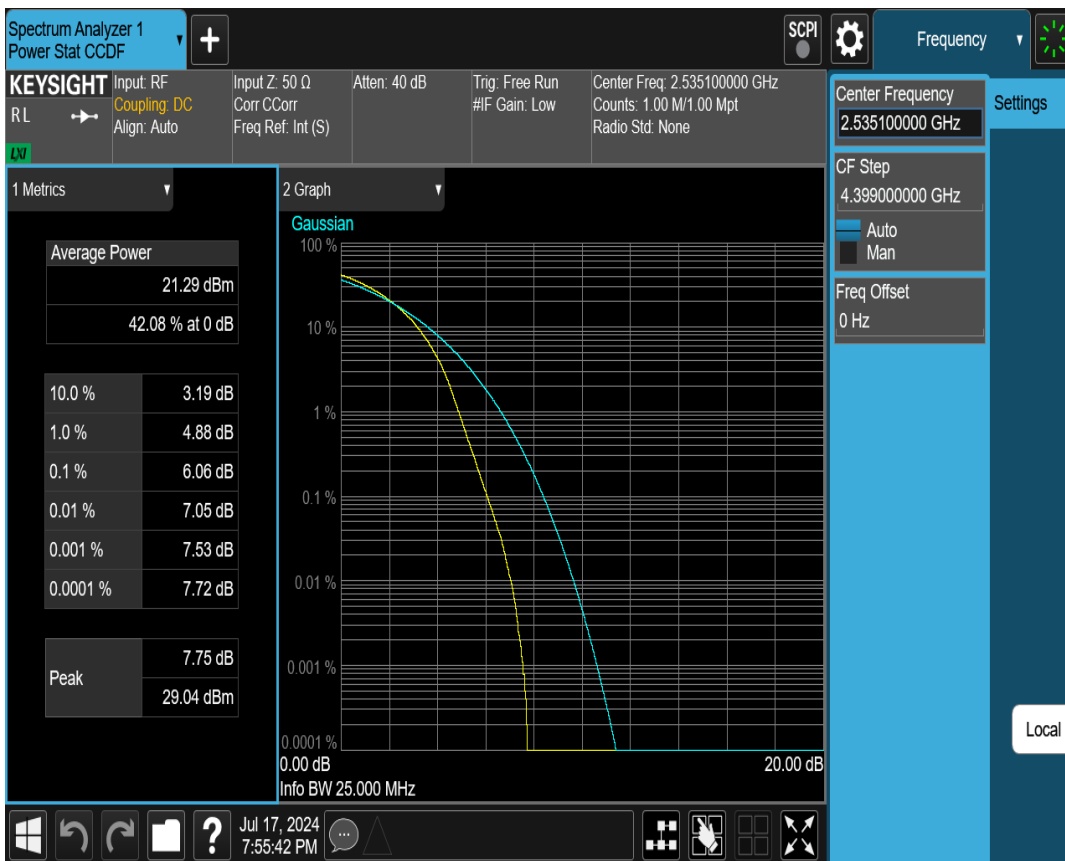 Spectrum Analyzer 1
Power Stat CCDF
SCPI
Frequency
KEYSIGHT
RL
LXI
Input: RF
Coupling: DC
Align: Auto
Input Z: 50 Ω
Corr CCorr
Freq Ref: Int (S)
Atten: 40 dB
Trig: Free Run
#IF Gain: Low
Center Freq: 2.535100000 GHz
Counts: 1.00 M/1.00 Mpt
Radio Std: None
Center Frequency
2.535100000 GHz
Settings
CF Step
4.399000000 GHz
Auto
Man
Freq Offset
0 Hz
1 Metrics
Average Power
21.29 dBm
42.08 % at 0 dB
10.0 % 3.19 dB
1.0 % 4.88 dB
0.1 % 6.06 dB
0.01 % 7.05 dB
0.001 % 7.53 dB
0.0001 % 7.72 dB
Peak
7.75 dB
29.04 dBm
2 Graph
Gaussian
100 %
10 %
1 %
0.1 %
0.01 %
0.001 %
0.0001 %
0.00 dB 20.00 dB
Info BW 25.000 MHz
Local
?
Jul 17, 2024
7:55:42 PM